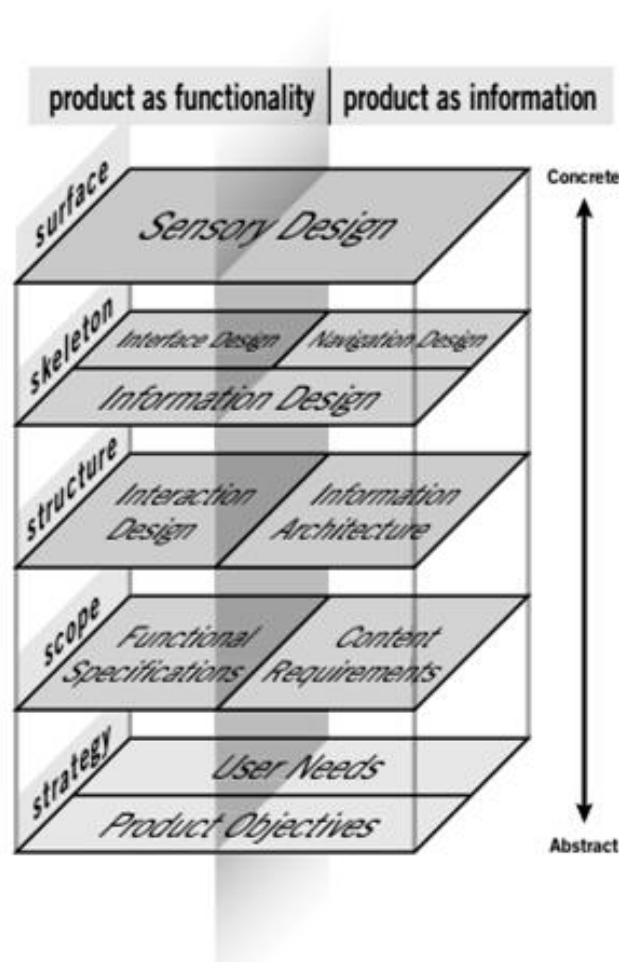 product as functionality product as information
Concrete
surface
Sensory Design
skeleton
Interface Design Navigation Design
Information Design
structure
Interaction Information
Design Architecture
scope
Functional Content
Specifications Requirements
strategy
User Needs
Product Objectives
Abstract